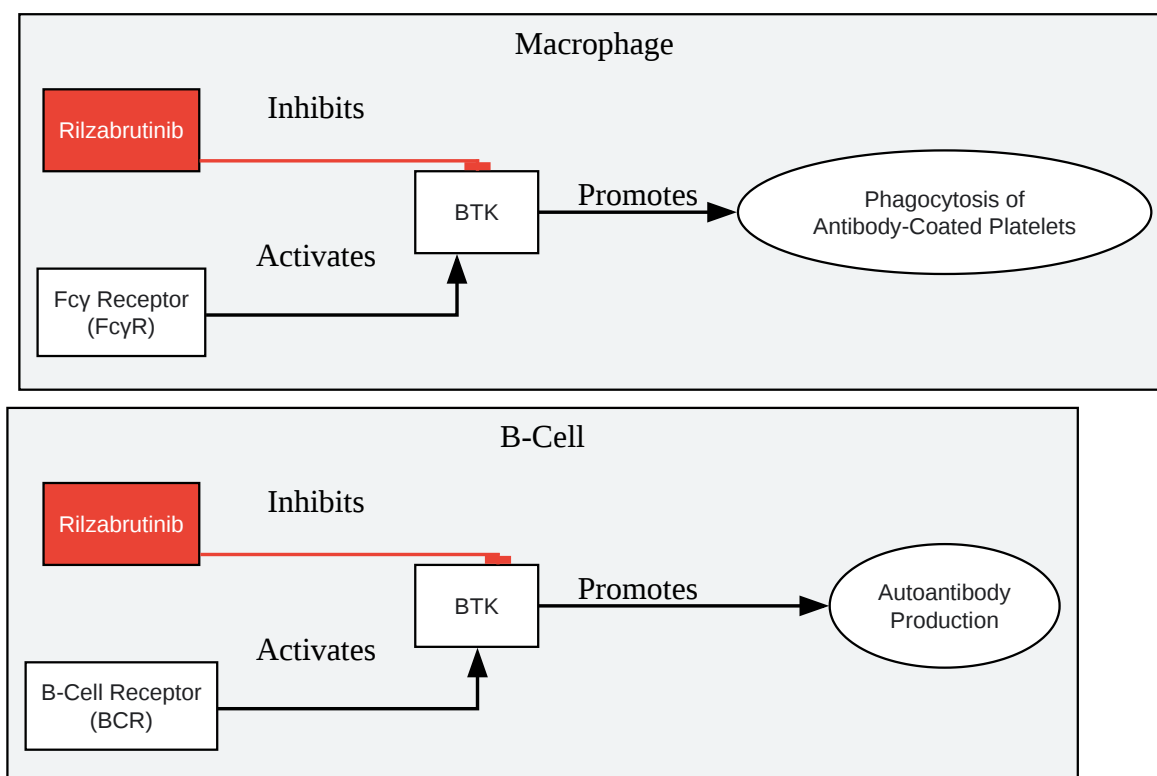 Macrophage
Rilzabrutinib
Inhibits
BTK
Promotes
Phagocytosis of
Antibody-Coated Platelets
Activates
Fcγ Receptor
(FcγR)
B-Cell
Rilzabrutinib
Inhibits
BTK
Promotes
Autoantibody
Production
Activates
B-Cell Receptor
(BCR)